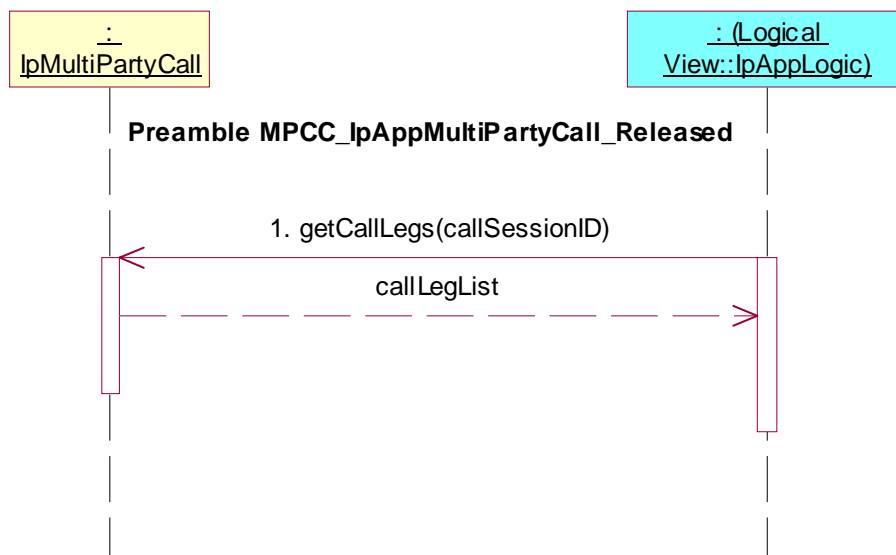 :
IpMultiPartyCall
: (Logical
View::IpAppLogic)
Preamble MPCC_IpAppMultiPartyCall_Released
1. getCallLegs(callSessionID)
callLegList